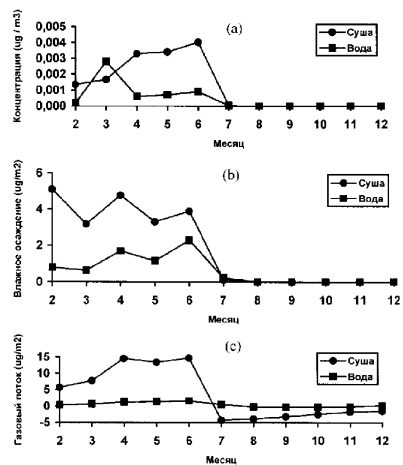 (a)
Концентрация (ug / m3)
0,005
0,004
0,003
0,002
0,001
0,000
Суша
Вода
2 3 4 5 6 7 8 9 10 11 12
Месяц
(b)
Влажное осаждение (ug/m2)
6
4
2
0
Суша
Вода
2 3 4 5 6 7 8 9 10 11 12
Месяц
(c)
Газовый поток (ug/m2)
15
10
5
0
-5
Суша
Вода
2 3 4 5 6 7 8 9 10 11 12
Месяц